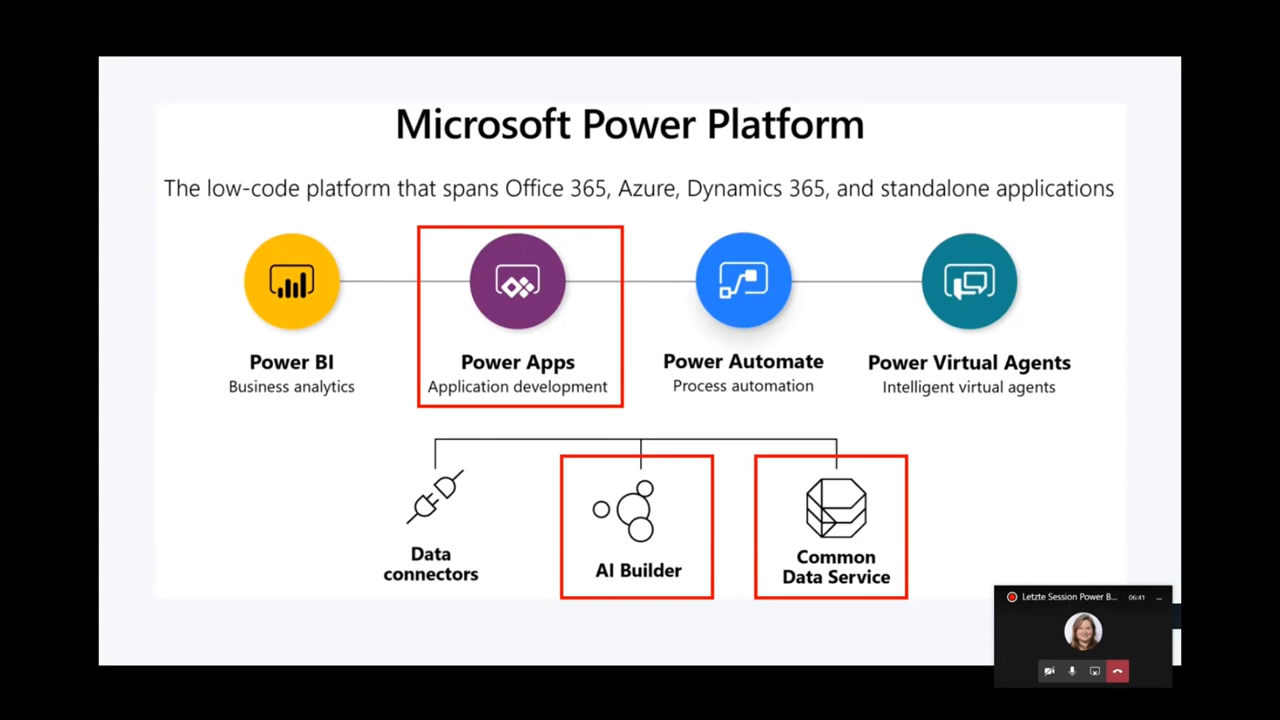 Microsoft Power Platform
The low-code platform that spans Office 365, Azure, Dynamics 365, and standalone applications
Power BI
Business analytics
Power Apps
Application development
Power Automate
Process automation
Power Virtual Agents
Intelligent virtual agents
Data
connectors
AI Builder
Common
Data Service
Letzte Session Power B... 06:41